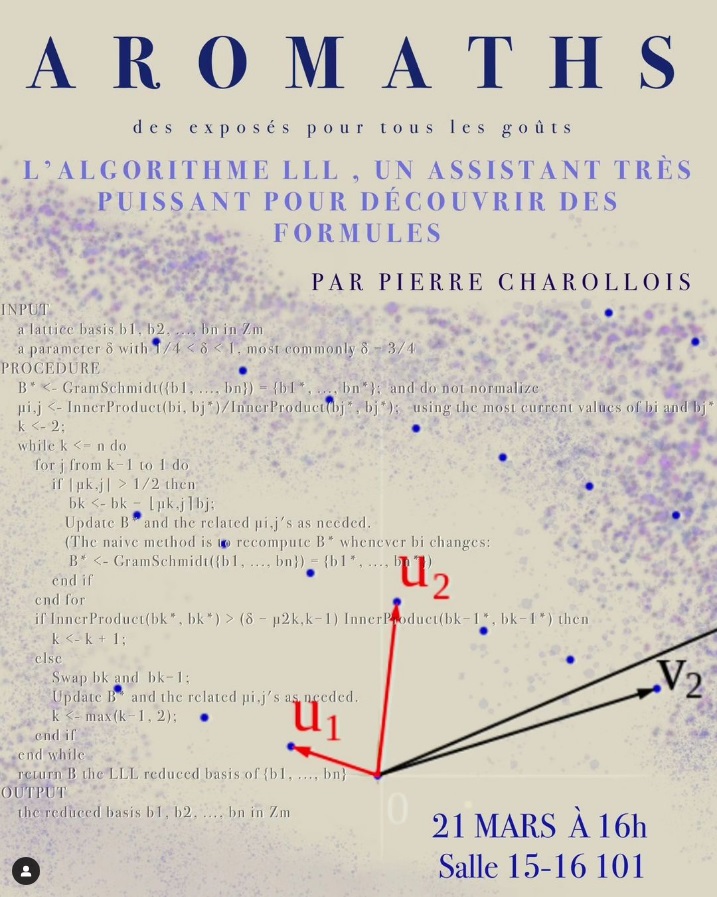 AROMATHS
des exposés pour tous les goûts
L'ALGORITHME LLL , UN ASSISTANT TRÈS
PUISSANT POUR DÉCOUVRIR DES
FORMULES
PAR PIERRE CHAROLLOIS
INPUT
a lattice basis b1, b2, ..., bn in Zm
a parameter δ with 1/4 < δ < 1, most commonly δ = 3/4
PROCEDURE
B* <- GramSchmidt({b1, ..., bn}) = {b1*, ..., bn*}; and do not normalize
μi,j <- InnerProduct(bi, bj*)/InnerProduct(bj*, bj*); using the most current values of bi and bj*
k <- 2;
while k <= n do
for j from k−1 to 1 do
if |μk,j| > 1/2 then
bk <- bk − ⌊μk,j⌉bj;
Update B* and the related μi,j's as needed.
(The naive method is to recompute B* whenever bi changes:
B* <- GramSchmidt({b1, ..., bn}) = {b1*, ..., bn*})
end if
end for
if InnerProduct(bk*, bk*) > (δ − μ2k,k−1) InnerProduct(bk−1*, bk−1*) then
k <- k + 1;
else
Swap bk and bk−1;
Update B* and the related μi,j's as needed.
k <- max(k−1, 2);
end if
end while
return B the LLL reduced basis of {b1, ..., bn}
OUTPUT
the reduced basis b1, b2, ..., bn in Zm
u2
v2
u1
0
21 MARS À 16h
Salle 15-16 101